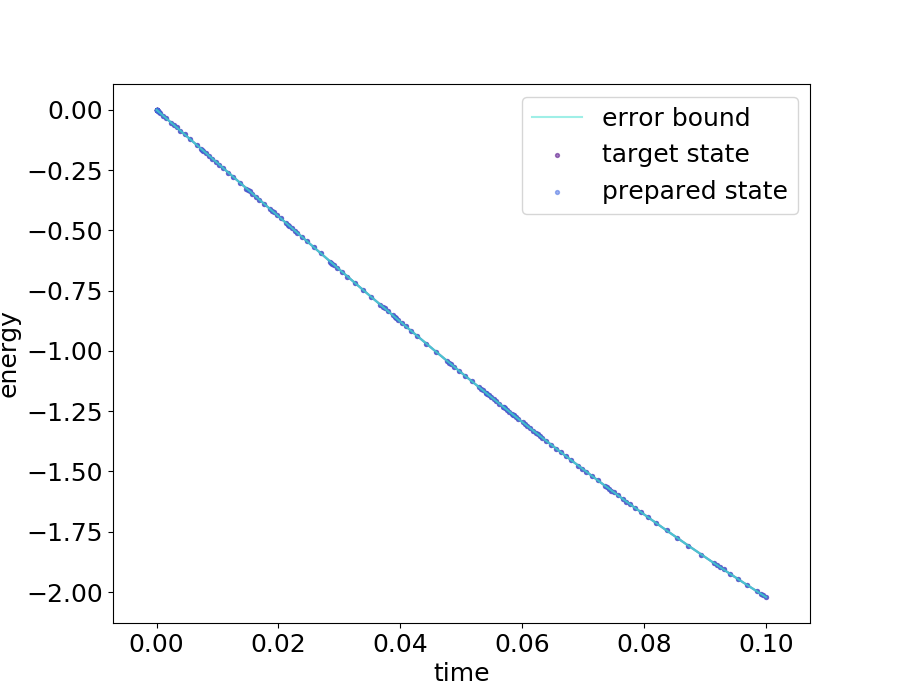 error bound
target state
prepared state
0.00
−0.25
−0.50
−0.75
−1.00
−1.25
−1.50
−1.75
−2.00
energy
0.00 0.02 0.04 0.06 0.08 0.10
time